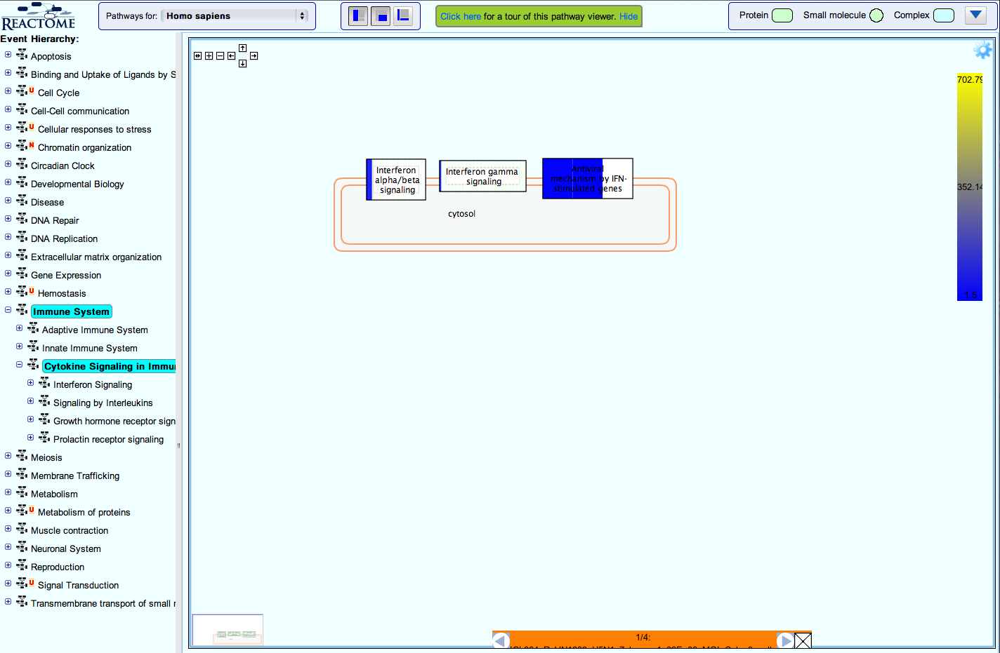 REACTOME
Pathways for: Homo sapiens
Click here for a tour of this pathway viewer. Hide
Protein
Small molecule
Complex
Event Hierarchy:
Apoptosis
Binding and Uptake of Ligands by S
U Cell Cycle
Cell-Cell communication
U Cellular responses to stress
N Chromatin organization
Circadian Clock
Developmental Biology
Disease
DNA Repair
DNA Replication
Extracellular matrix organization
Gene Expression
U Hemostasis
Immune System
Adaptive Immune System
Innate Immune System
Cytokine Signaling in Immu
Interferon Signaling
Signaling by Interleukins
Growth hormone receptor sign
Prolactin receptor signaling
Meiosis
Membrane Trafficking
Metabolism
U Metabolism of proteins
Muscle contraction
Neuronal System
Reproduction
U Signal Transduction
Transmembrane transport of small
Interferon
alpha/beta
signaling
Interferon gamma
signaling
Antiviral
mechanism by IFN-
stimulated genes
cytosol
702.79
352.14
1.5
1/4: